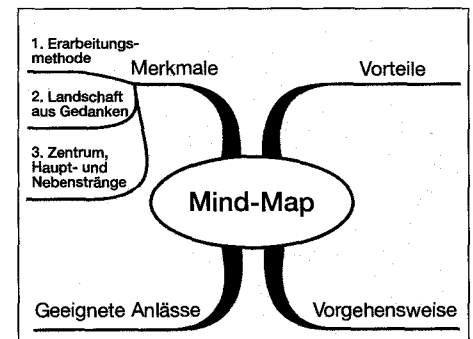 1. Erarbeitungs-
methode
Merkmale
Vorteile
2. Landschaft
aus Gedanken
3. Zentrum,
Haupt- und
Nebenstränge
Mind-Map
Geeignete Anlässe
Vorgehensweise